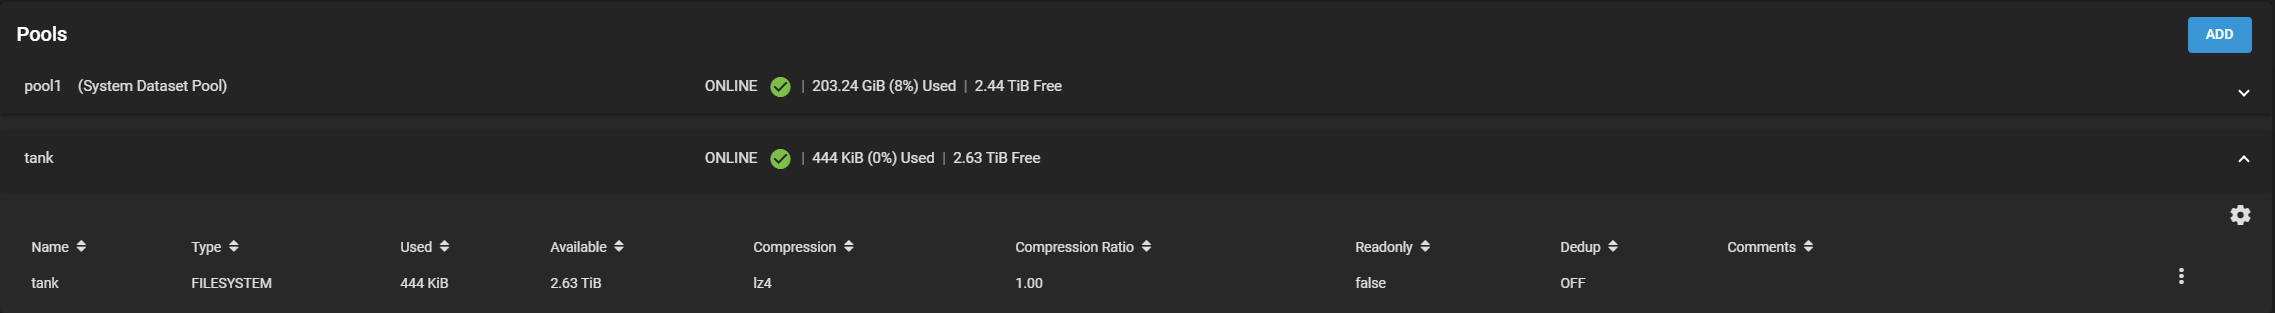 Pools
ADD
pool1 (System Dataset Pool) ONLINE | 203.24 GiB (8%) Used | 2.44 TiB Free
tank ONLINE | 444 KiB (0%) Used | 2.63 TiB Free
Name Type Used Available Compression Compression Ratio Readonly Dedup Comments
tank FILESYSTEM 444 KiB 2.63 TiB lz4 1.00 false OFF